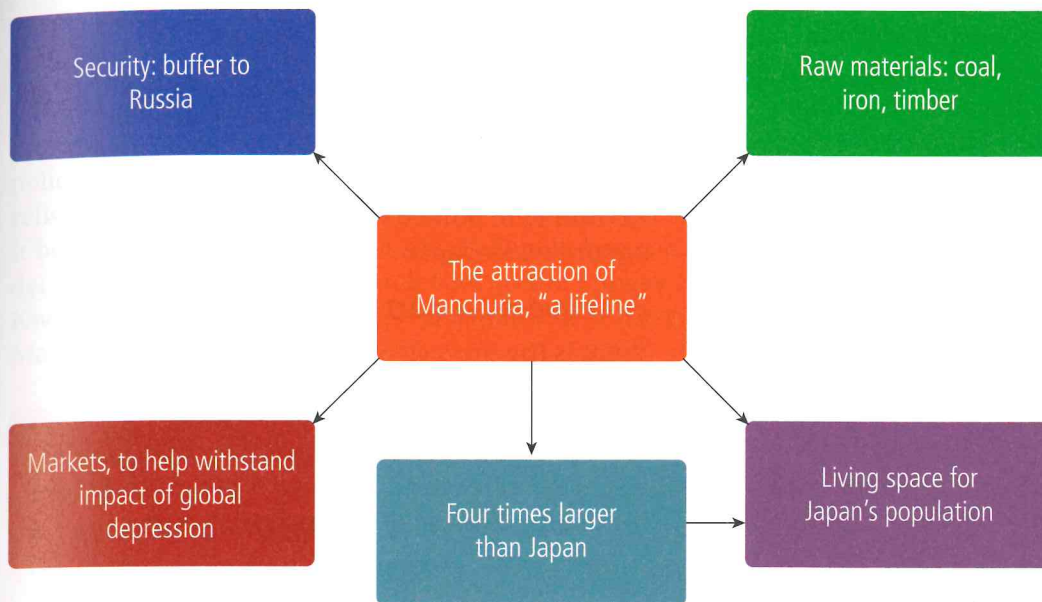 Security: buffer to
Russia
Raw materials: coal,
iron, timber
The attraction of
Manchuria, “a lifeline”
Markets, to help withstand
impact of global
depression
Four times larger
than Japan
Living space for
Japan’s population